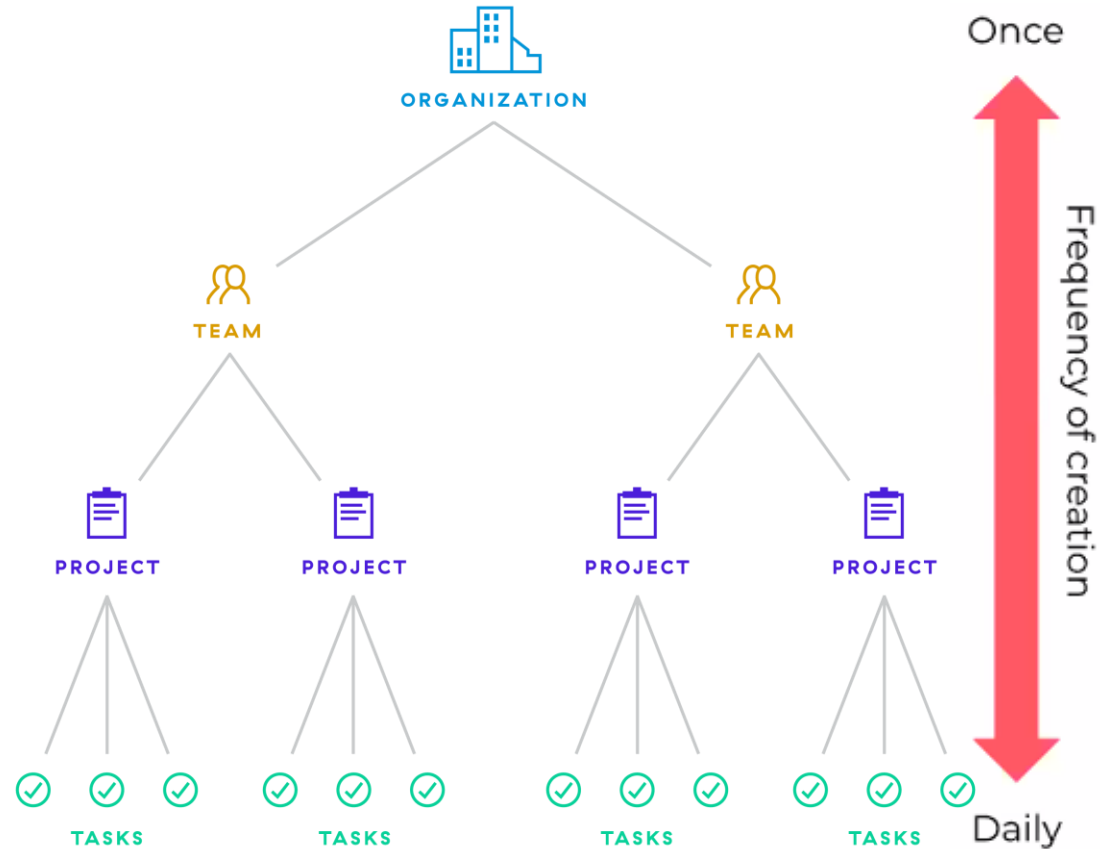 Once
ORGANIZATION
Frequency of creation
TEAM
TEAM
PROJECT
PROJECT
PROJECT
PROJECT
TASKS
TASKS
TASKS
TASKS
Daily